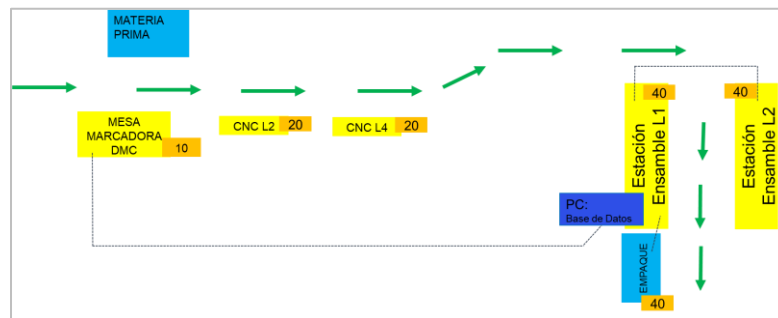 MATERIA
PRIMA
MESA
MARCADORA
DMC
10
CNC L2
20
CNC L4
20
40
Estación
Ensamble L1
40
Estación
Ensamble L2
PC:
Base de Datos
EMPAQUE
40